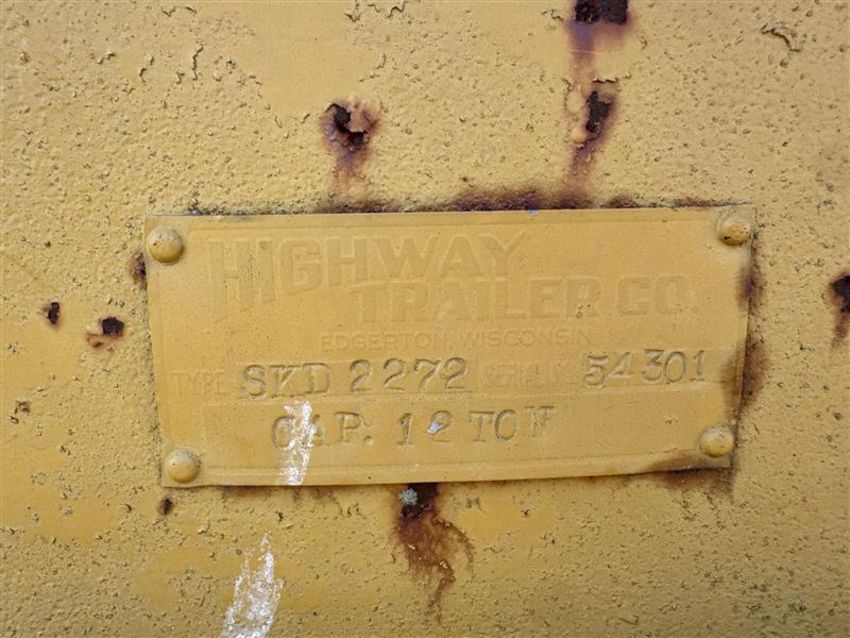 HIGHWAY
TRAILER CO.
EDGERTON, WISCONSIN
TYPE SKD 2272 SERIAL 54301
CAP. 12 TON